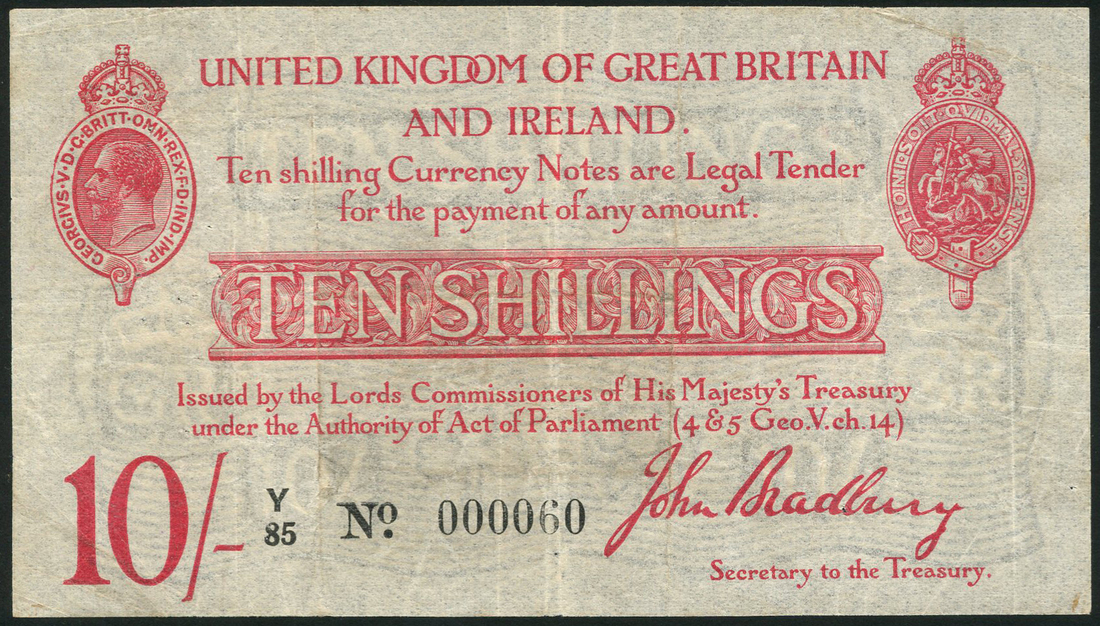 UNITED KINGDOM OF GREAT BRITAIN
AND IRELAND.
GEORGIVS·V·D·G·BRITT·OMN·REX·F·D·IND·IMP·
HONI·SOIT·QVI·MAL·Y·PENSE
Ten shilling Currency Notes are Legal Tender
for the payment of any amount.
TEN SHILLINGS
Issued by the Lords Commissioners of His Majesty's Treasury
under the Authority of Act of Parliament (4 & 5 Geo.V. ch.14)
10/-
Y
85
No. 000060
John Bradbury
Secretary to the Treasury.